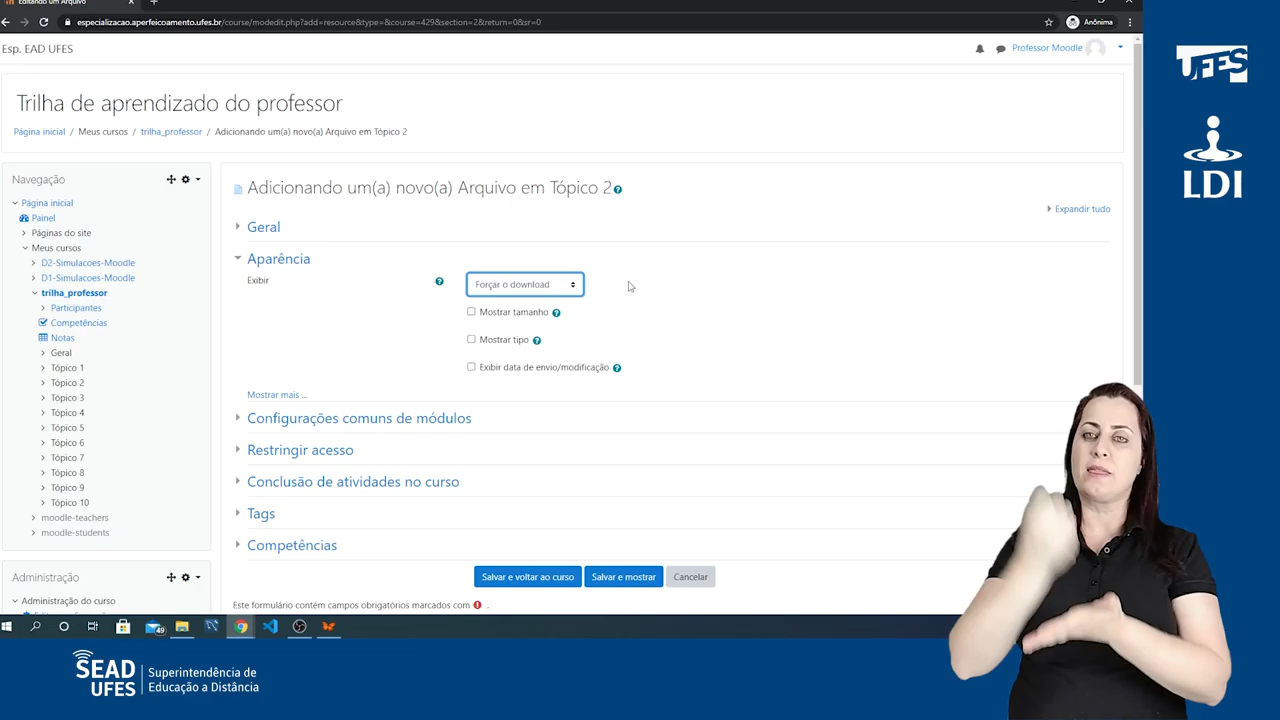 Editando um Arquivo
especializacao.aperfeicoamento.ufes.br/course/modedit.php?add=resource&type=&course=429&section=2&return=0&sr=0
Anônima
Esp. EAD UFES
Professor Moodle
Trilha de aprendizado do professor
Página inicial / Meus cursos / trilha_professor / Adicionando um(a) novo(a) Arquivo em Tópico 2
Navegação
Página inicial
Painel
Páginas do site
Meus cursos
D2-Simulacoes-Moodle
D1-Simulacoes-Moodle
trilha_professor
Participantes
Competências
Notas
Geral
Tópico 1
Tópico 2
Tópico 3
Tópico 4
Tópico 5
Tópico 6
Tópico 7
Tópico 8
Tópico 9
Tópico 10
moodle-teachers
moodle-students
Administração
Administração do curso
Adicionando um(a) novo(a) Arquivo em Tópico 2
Expandir tudo
Geral
Aparência
Exibir
Forçar o download
Mostrar tamanho
Mostrar tipo
Exibir data de envio/modificação
Mostrar mais ...
Configurações comuns de módulos
Restringir acesso
Conclusão de atividades no curso
Tags
Competências
Salvar e voltar ao curso
Salvar e mostrar
Cancelar
Este formulário contém campos obrigatórios marcados com .
49
UFES
LDI
SEAD
UFES
Superintendência de
Educação a Distância